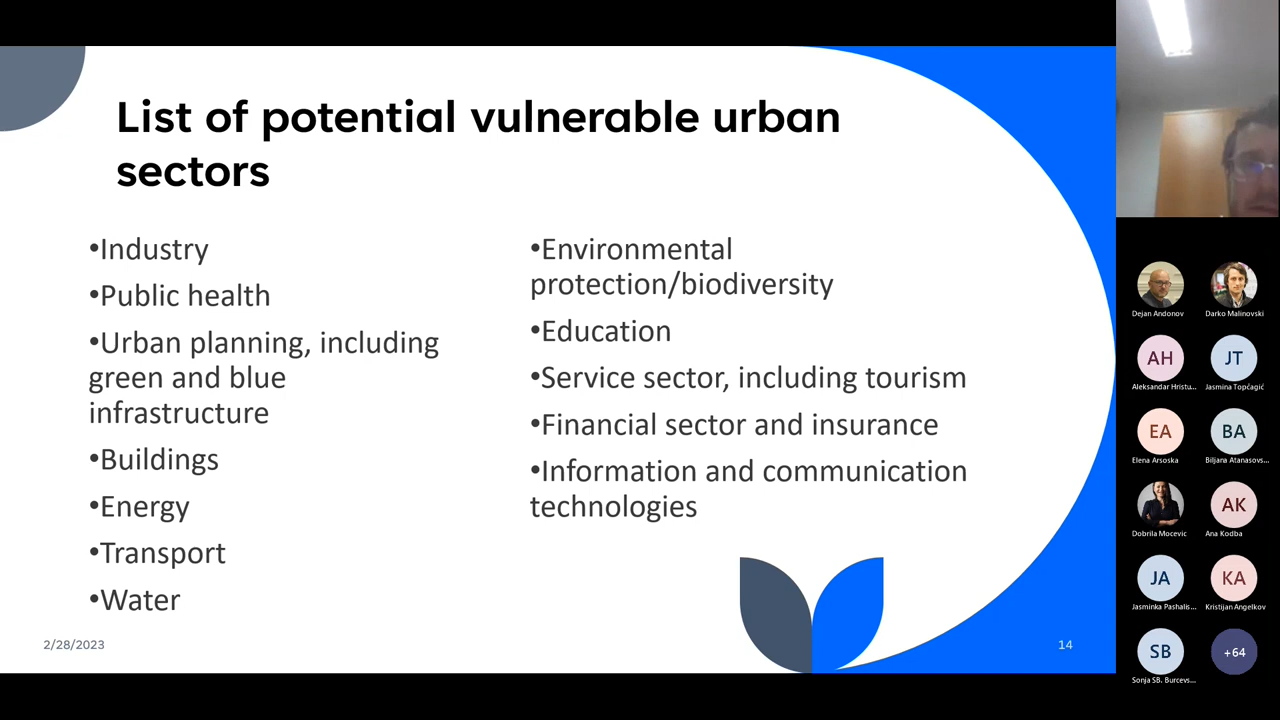 List of potential vulnerable urban
sectors
•Industry
•Public health
•Urban planning, including
green and blue
infrastructure
•Buildings
•Energy
•Transport
•Water
•Environmental
protection/biodiversity
•Education
•Service sector, including tourism
•Financial sector and insurance
•Information and communication
technologies
2/28/2023
14
Dejan Andonov
Darko Malinovski
AH
Aleksandar Hristu...
JT
Jasmina Topčagić
EA
Elena Arsoska
BA
Biljana Atanasovs...
Dobrila Mocevic
AK
Ana Kodba
JA
Jasminka Pashalis...
KA
Kristijan Angelkov
SB
Sonja SB. Burcevs...
+64